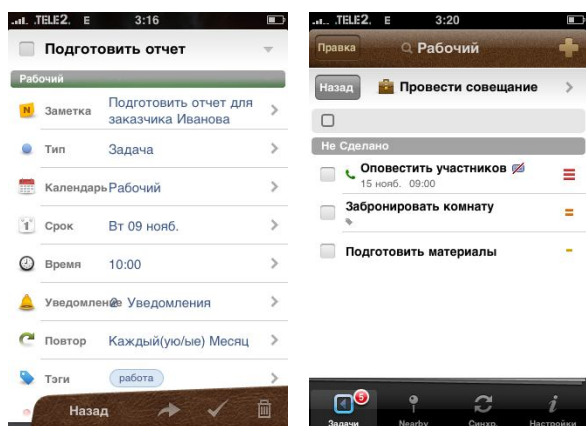 .TELE2. E 3:16
Подготовить отчет
Рабочий
Заметка Подготовить отчет для
заказчика Иванова
Тип Задача
Календарь Рабочий
Срок Вт 09 нояб.
Время 10:00
Уведомление Уведомления
Повтор Каждый(ую/ые) Месяц
Тэги работа
Назад
.TELE2. E 3:20
Правка Рабочий
Назад Провести совещание
Не Сделано
Оповестить участников
15 нояб. 09:00
Забронировать комнату
Подготовить материалы
5
Задачи Nearby Синхр. Настройки